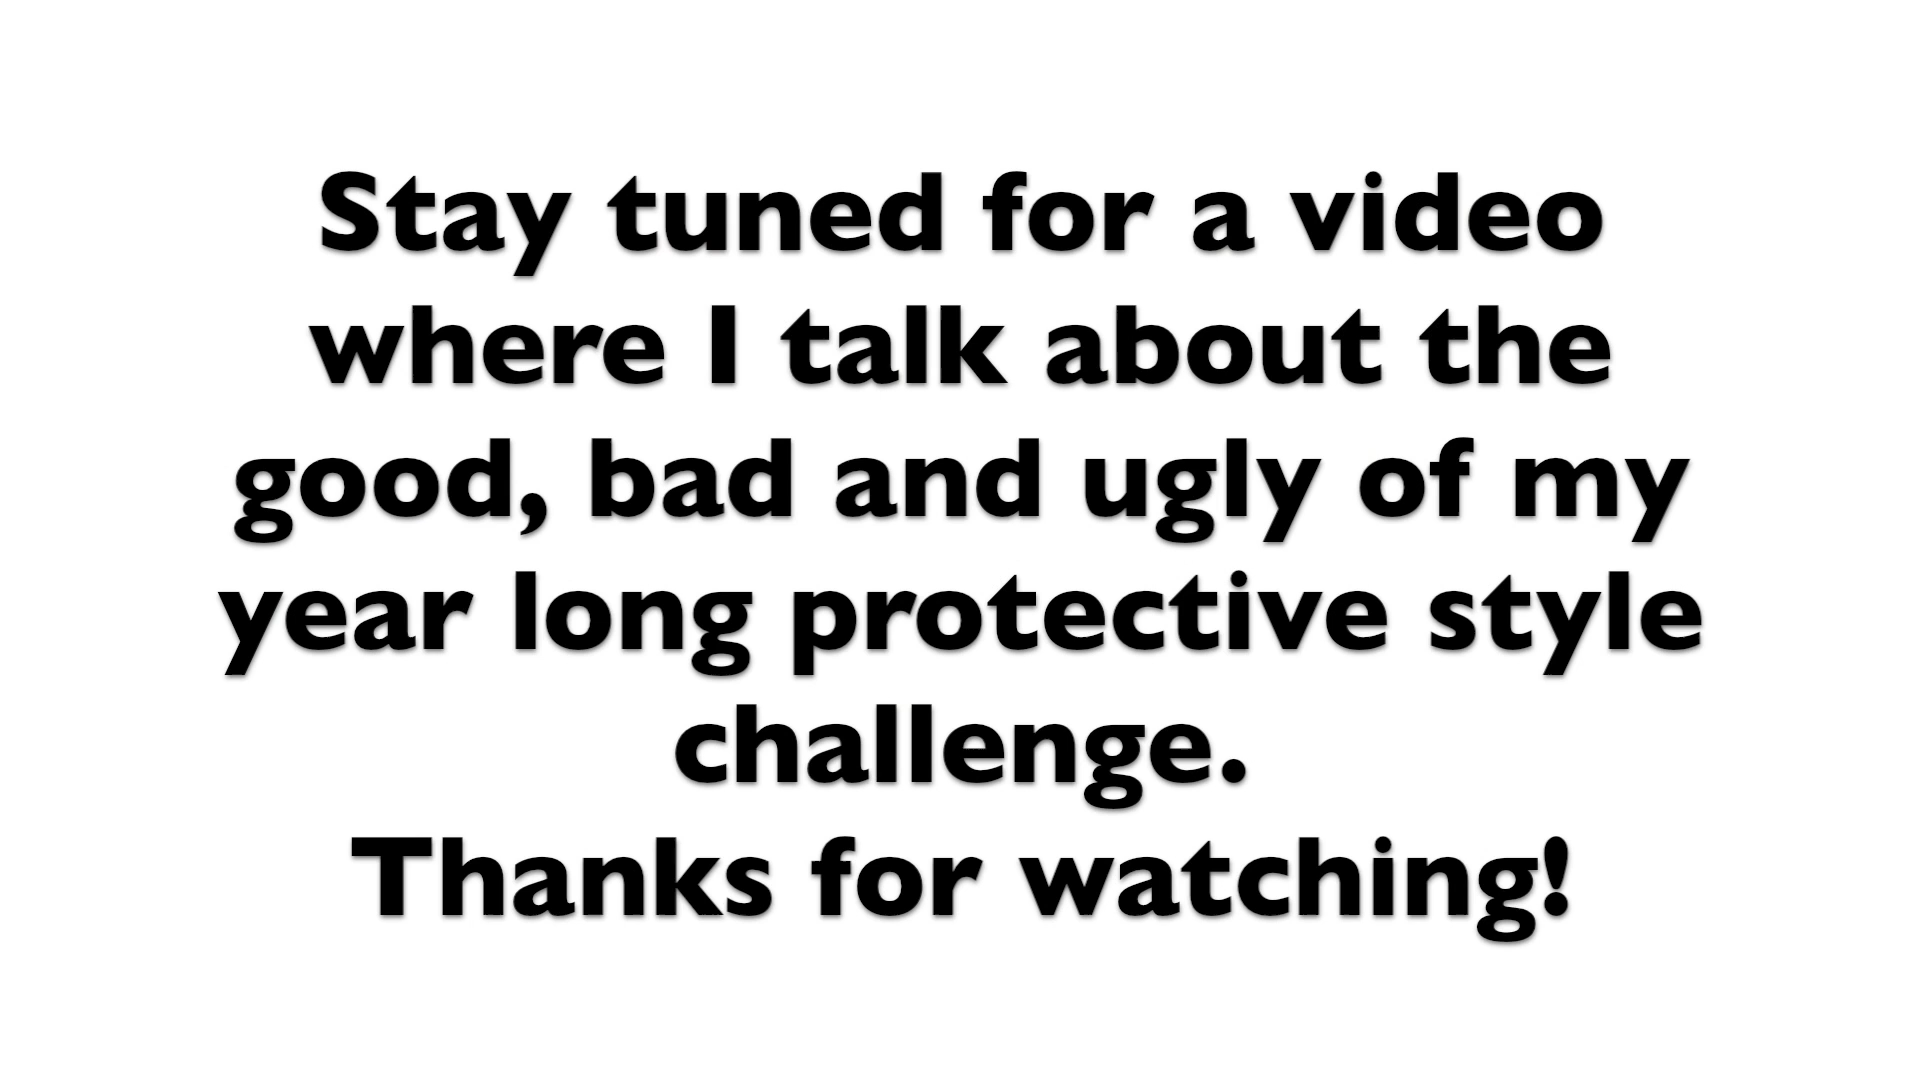 Stay tuned for a video
where I talk about the
good, bad and ugly of my
year long protective style
challenge.
Thanks for watching!